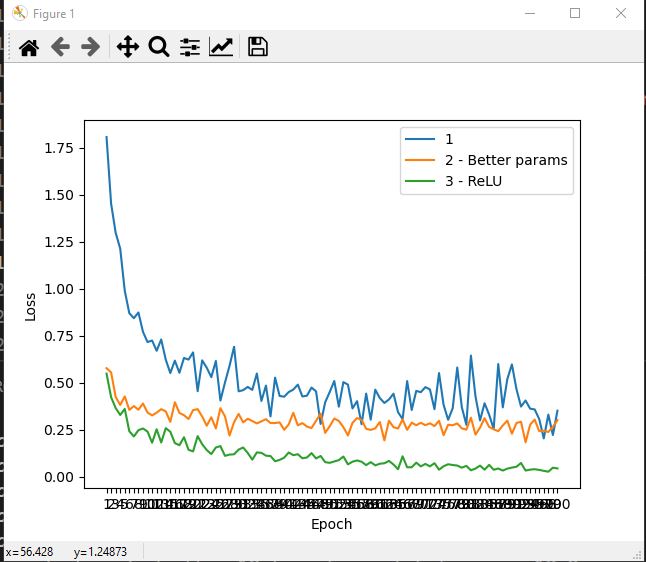 Figure 1
1
2 - Better params
3 - ReLU
1.75
1.50
1.25
1.00
0.75
0.50
0.25
0.00
Loss
Epoch
x=56.428 y=1.24873